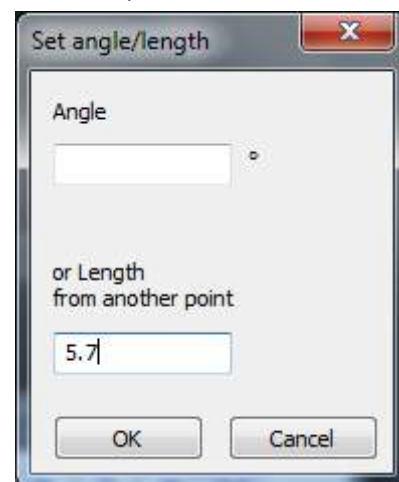 Set angle/length
Angle
°
or Length
from another point
5.7
OK Cancel